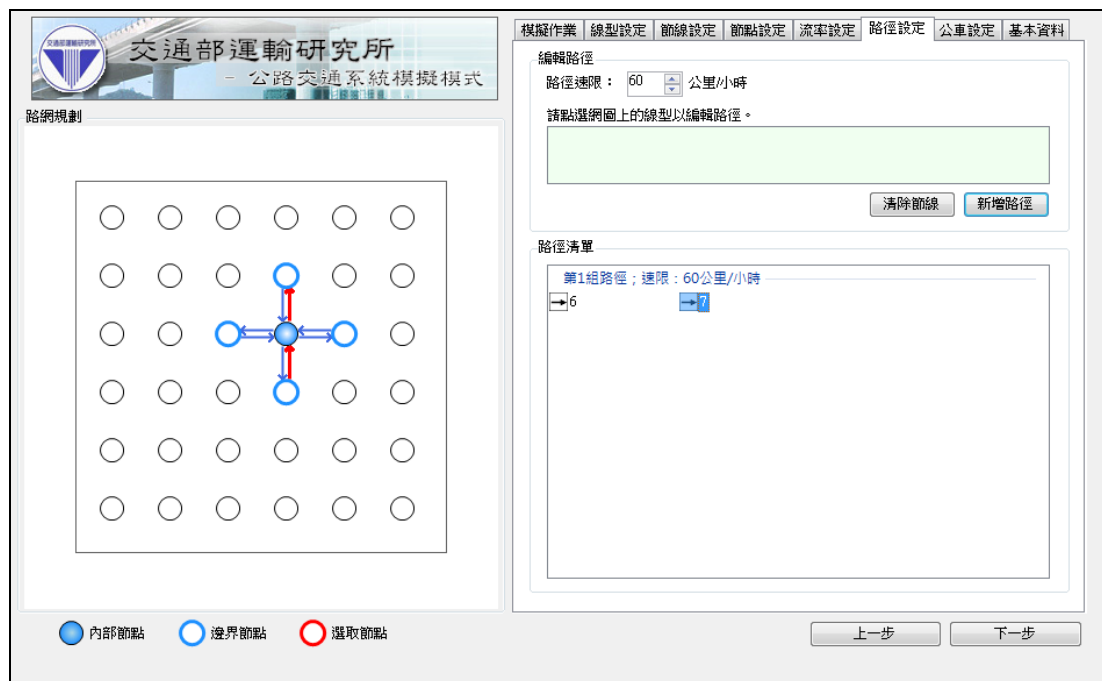 交通部運輸研究所
交通部運輸研究所
- 公路交通系統模擬模式
模擬作業 線型設定 節線設定 節點設定 流率設定 路徑設定 公車設定 基本資料
路網規劃
編輯路徑
路徑速限： 60 公里/小時
請點選網圖上的線型以編輯路徑。
清除節線 新增路徑
路徑清單
第1組路徑；速限：60公里/小時
6 7
內部節點 邊界節點 選取節點
上一步 下一步